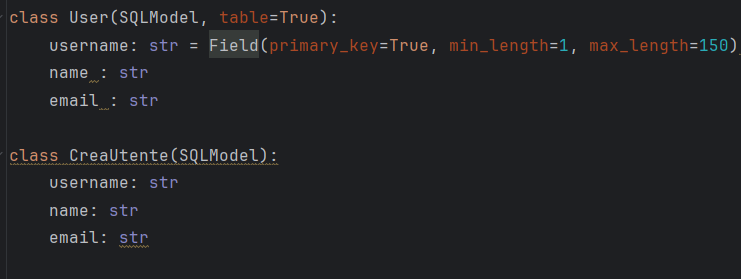 class User(SQLModel, table=True):
    username: str = Field(primary_key=True, min_length=1, max_length=150)
    name : str
    email : str

class CreaUtente(SQLModel):
    username: str
    name: str
    email: str